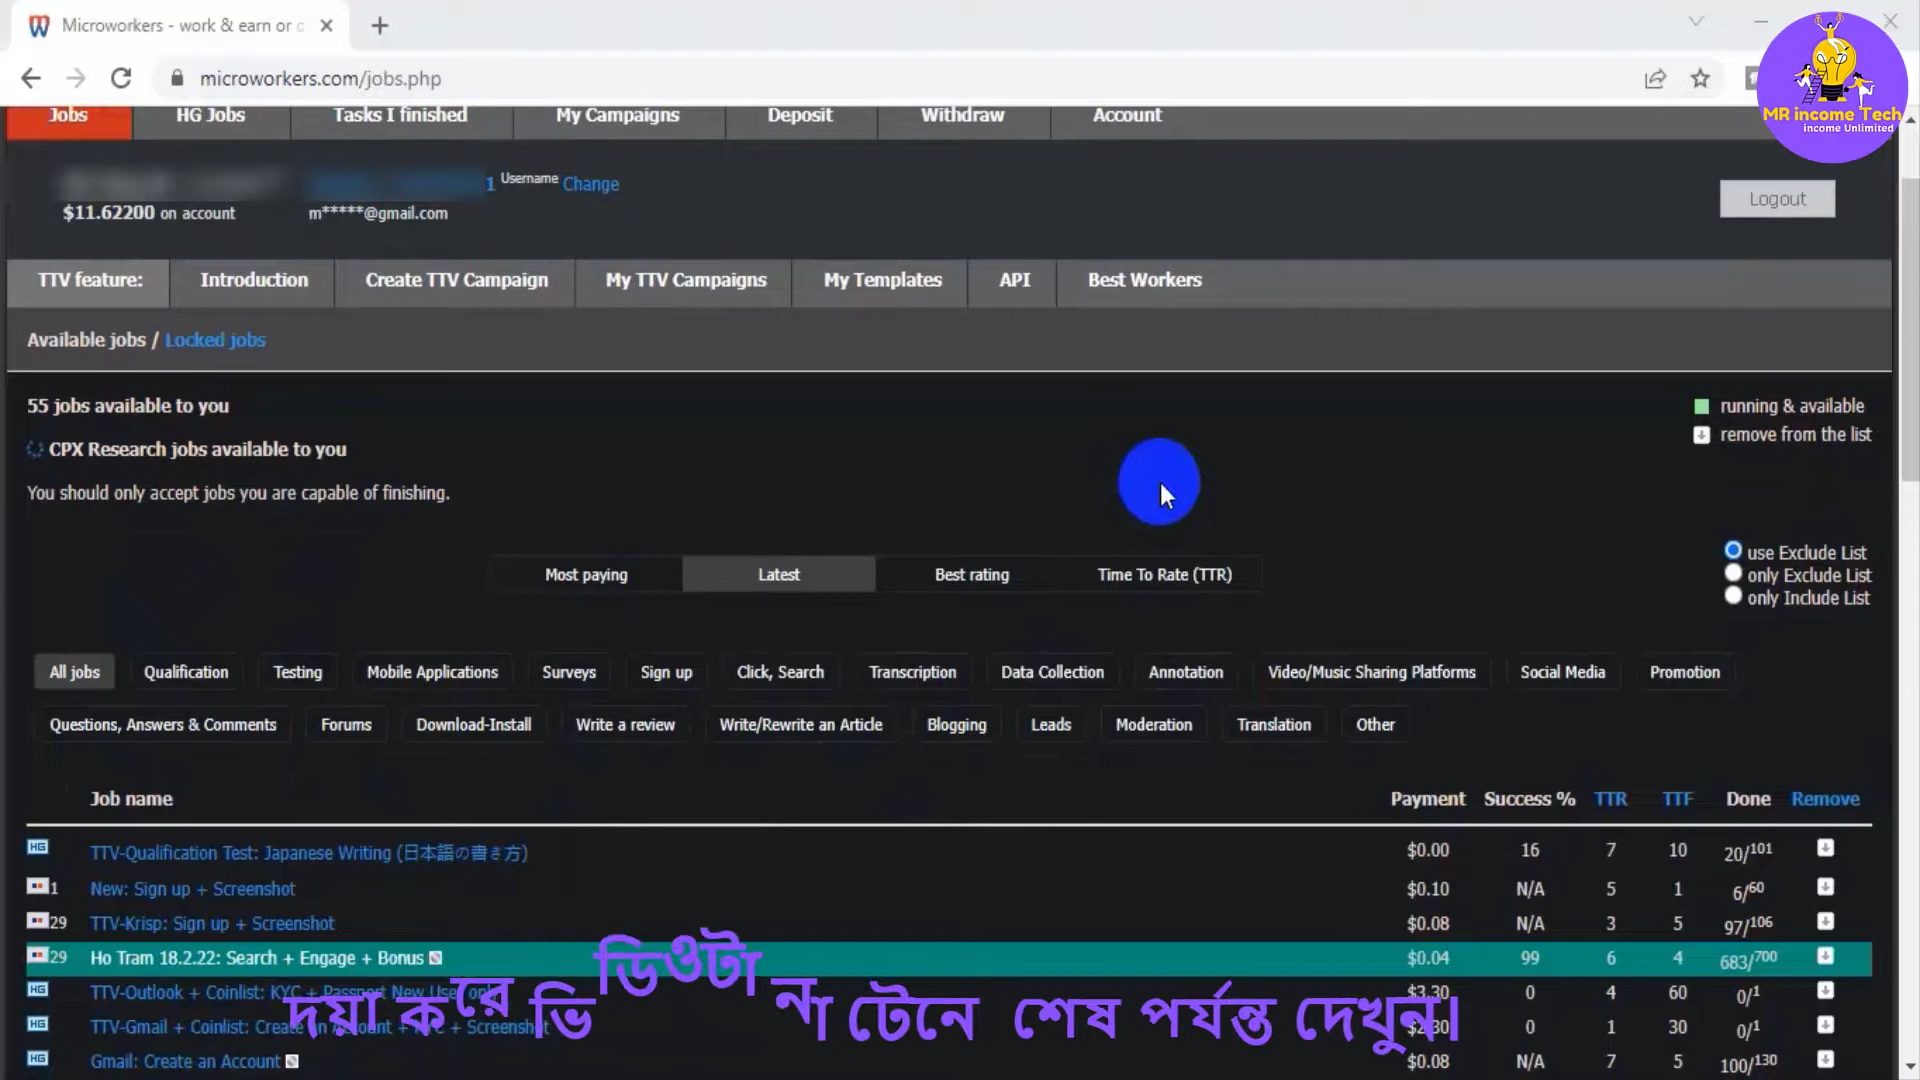 Microworkers - work & earn or o
microworkers.com/jobs.php
MR income Tech
income Unlimited
Jobs HG Jobs Tasks I finished My Campaigns Deposit Withdraw Account
1 Username Change
$11.62200 on account m*****@gmail.com
Logout
TTV feature: Introduction Create TTV Campaign My TTV Campaigns My Templates API Best Workers
Available jobs / Locked jobs
55 jobs available to you
running & available
CPX Research jobs available to you
remove from the list
You should only accept jobs you are capable of finishing.
Most paying Latest Best rating Time To Rate (TTR)
use Exclude List
only Exclude List
only Include List
All jobs Qualification Testing Mobile Applications Surveys Sign up Click, Search Transcription Data Collection Annotation Video/Music Sharing Platforms Social Media Promotion
Questions, Answers & Comments Forums Download-Install Write a review Write/Rewrite an Article Blogging Leads Moderation Translation Other
Job name Payment Success % TTR TTF Done Remove
HG TTV-Qualification Test: Japanese Writing (日本語の書き方) $0.00 16 7 10 20/101
1 New: Sign up + Screenshot $0.10 N/A 5 1 6/60
29 TTV-Krisp: Sign up + Screenshot $0.08 N/A 3 5 97/106
29 Ho Tram 18.2.22: Search + Engage + Bonus $0.04 99 6 4 683/700
HG TTV-Outlook + Coinlist: KYC + Passport New User only $3.30 0 4 60 0/1
দয়া করে ভিডিওটা না টেনে শেষ পর্যন্ত দেখুন।
HG TTV-Gmail + Coinlist: Create an Account + KYC + Screenshot 0 1 30 0/1
HG Gmail: Create an Account $0.08 N/A 7 5 100/130